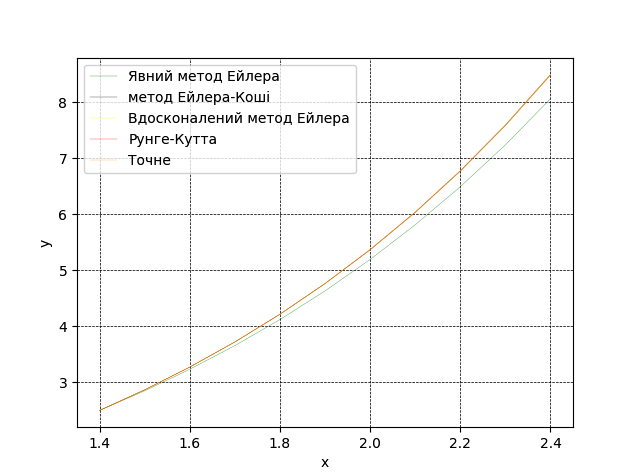 Явний метод Ейлера
метод Ейлера-Коші
Вдосконалений метод Ейлера
Рунге-Кутта
Точне
8
7
6
5
4
3
y
1.4 1.6 1.8 2.0 2.2 2.4
x